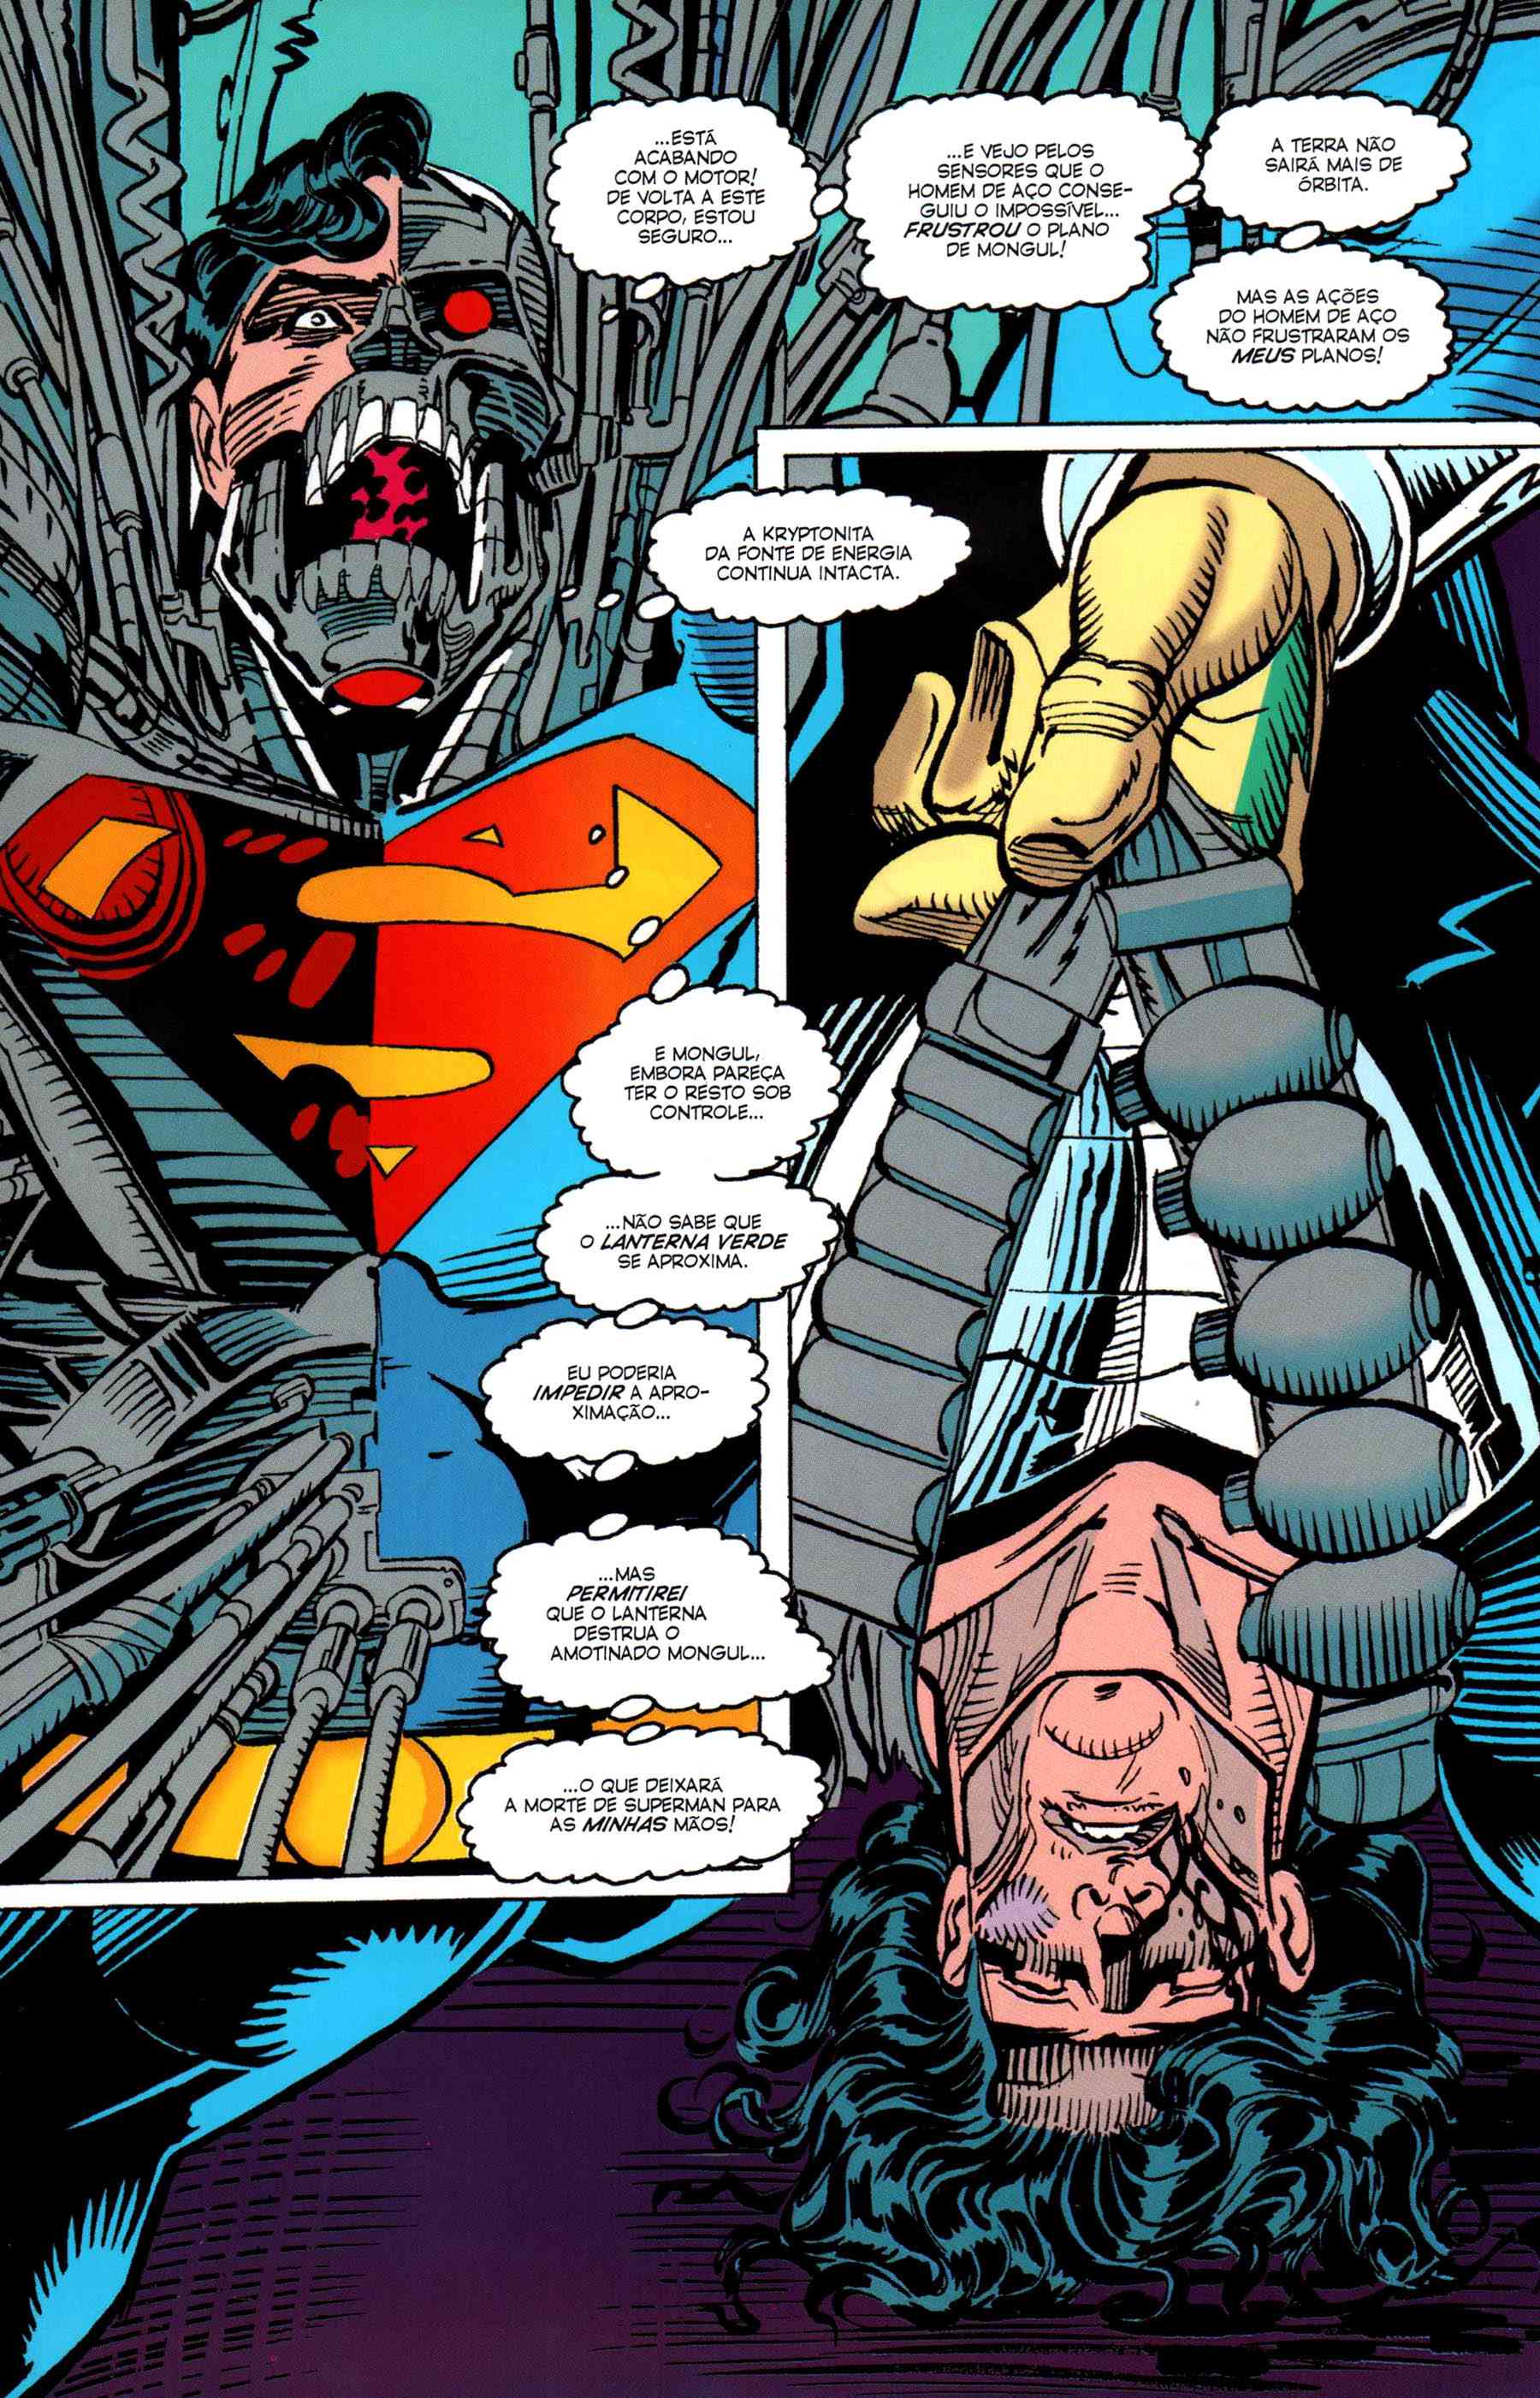 ...ESTÁ
ACABANDO
COM O MOTOR!
DE VOLTA A ESTE
CORPO, ESTOU
SEGURO...
...E VEJO PELOS
SENSORES QUE O
HOMEM DE AÇO CONSE-
GUIU O IMPOSSÍVEL...
FRUSTROU O PLANO
DE MONGUL!
A TERRA NÃO
SAIRÁ MAIS DE
ÓRBITA.
MAS AS AÇÕES
DO HOMEM DE AÇO
NÃO FRUSTRARAM OS
MEUS PLANOS!
A KRYPTONITA
DA FONTE DE ENERGIA
CONTINUA INTACTA.
E MONGUL,
EMBORA PAREÇA
TER O RESTO SOB
CONTROLE...
...NÃO SABE QUE
O LANTERNA VERDE
SE APROXIMA.
EU PODERIA
IMPEDIR A APRO-
XIMAÇÃO...
...MAS
PERMITIREI
QUE O LANTERNA
DESTRUA O
AMOTINADO MONGUL...
...O QUE DEIXARÁ
A MORTE DE SUPERMAN PARA
AS MINHAS MÃOS!